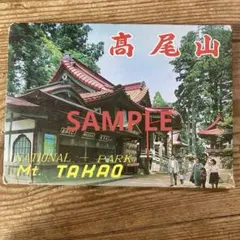 高尾山
SAMPLE
NATIONAL - PARK
Mt. TAKAO